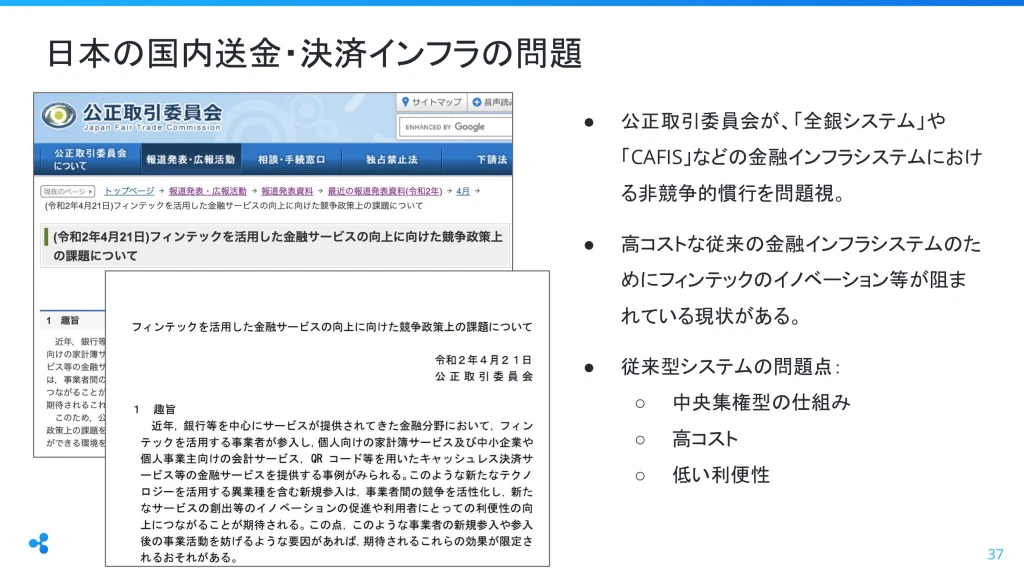 日本の国内送金・決済インフラの問題
公正取引委員会
Japan Fair Trade Commission
サイトマップ
音声読み
ENHANCED BY Google
公正取引委員会
について
報道発表・広報活動
相談・手続窓口
独占禁止法
下請法
現在のページ
トップページ → 報道発表・広報活動 → 報道発表資料 → 最近の報道発表資料(令和2年) → 4月 →
(令和2年4月21日)フィンテックを活用した金融サービスの向上に向けた競争政策上の課題について
(令和2年4月21日)フィンテックを活用した金融サービスの向上に向けた競争政策上
の課題について
1 趣旨
近年,銀行等
向けの家計簿サ
ビス等の金融サ
は,事業者間の
つながることが
期待されるこれ
このため,公
政策上の課題を
ができる環境を
フィンテックを活用した金融サービスの向上に向けた競争政策上の課題について
令和2年4月21日
公正取引委員会
1 趣旨
近年,銀行等を中心にサービスが提供されてきた金融分野において,フィン
テックを活用する事業者が参入し,個人向けの家計簿サービス及び中小企業や
個人事業主向けの会計サービス,QR コード等を用いたキャッシュレス決済サ
ービス等の金融サービスを提供する事例がみられる。このような新たなテクノ
ロジーを活用する異業種を含む新規参入は,事業者間の競争を活性化し,新た
なサービスの創出等のイノベーションの促進や利用者にとっての利便性の向
上につながることが期待される。この点,このような事業者の新規参入や参入
後の事業活動を妨げるような要因があれば,期待されるこれらの効果が限定さ
れるおそれがある。
● 公正取引委員会が、「全銀システム」や
「CAFIS」などの金融インフラシステムにおけ
る非競争的慣行を問題視。
● 高コストな従来の金融インフラシステムのた
めにフィンテックのイノベーション等が阻ま
れている現状がある。
● 従来型システムの問題点：
○ 中央集権型の仕組み
○ 高コスト
○ 低い利便性
37